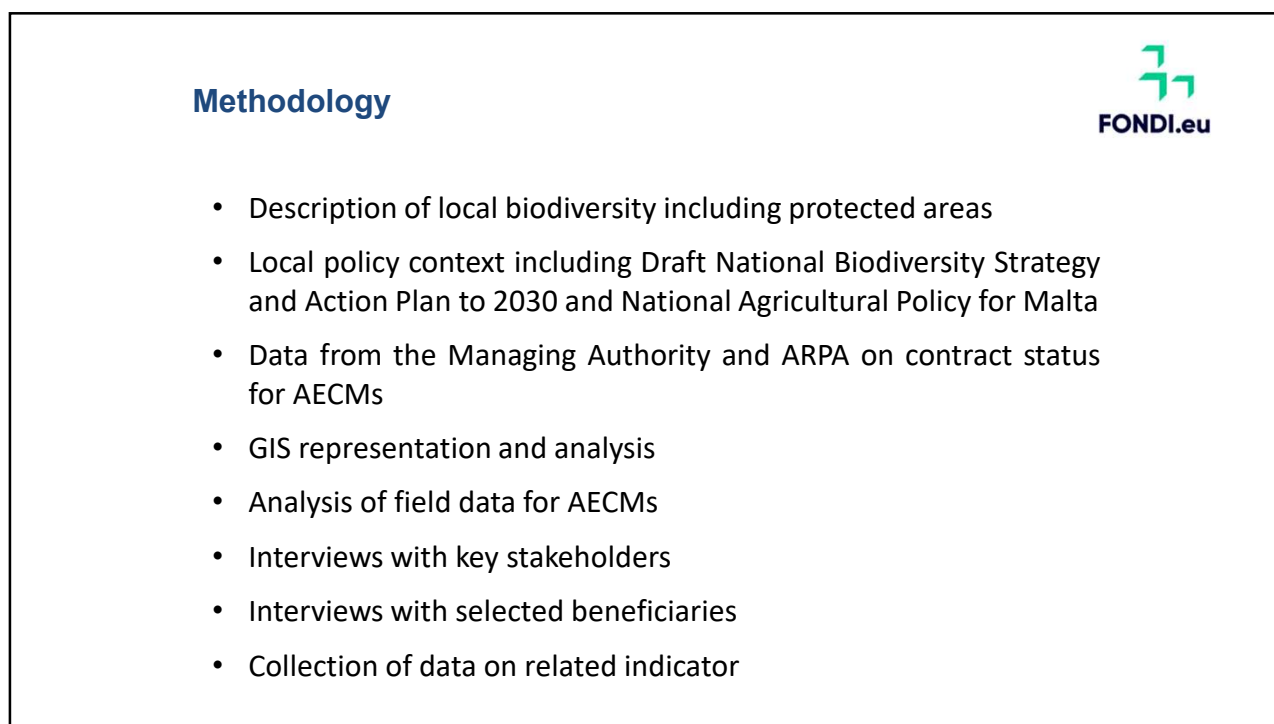 Methodology
FONDI.eu
• Description of local biodiversity including protected areas
• Local policy context including Draft National Biodiversity Strategy
and Action Plan to 2030 and National Agricultural Policy for Malta
• Data from the Managing Authority and ARPA on contract status
for AECMs
• GIS representation and analysis
• Analysis of field data for AECMs
• Interviews with key stakeholders
• Interviews with selected beneficiaries
• Collection of data on related indicator